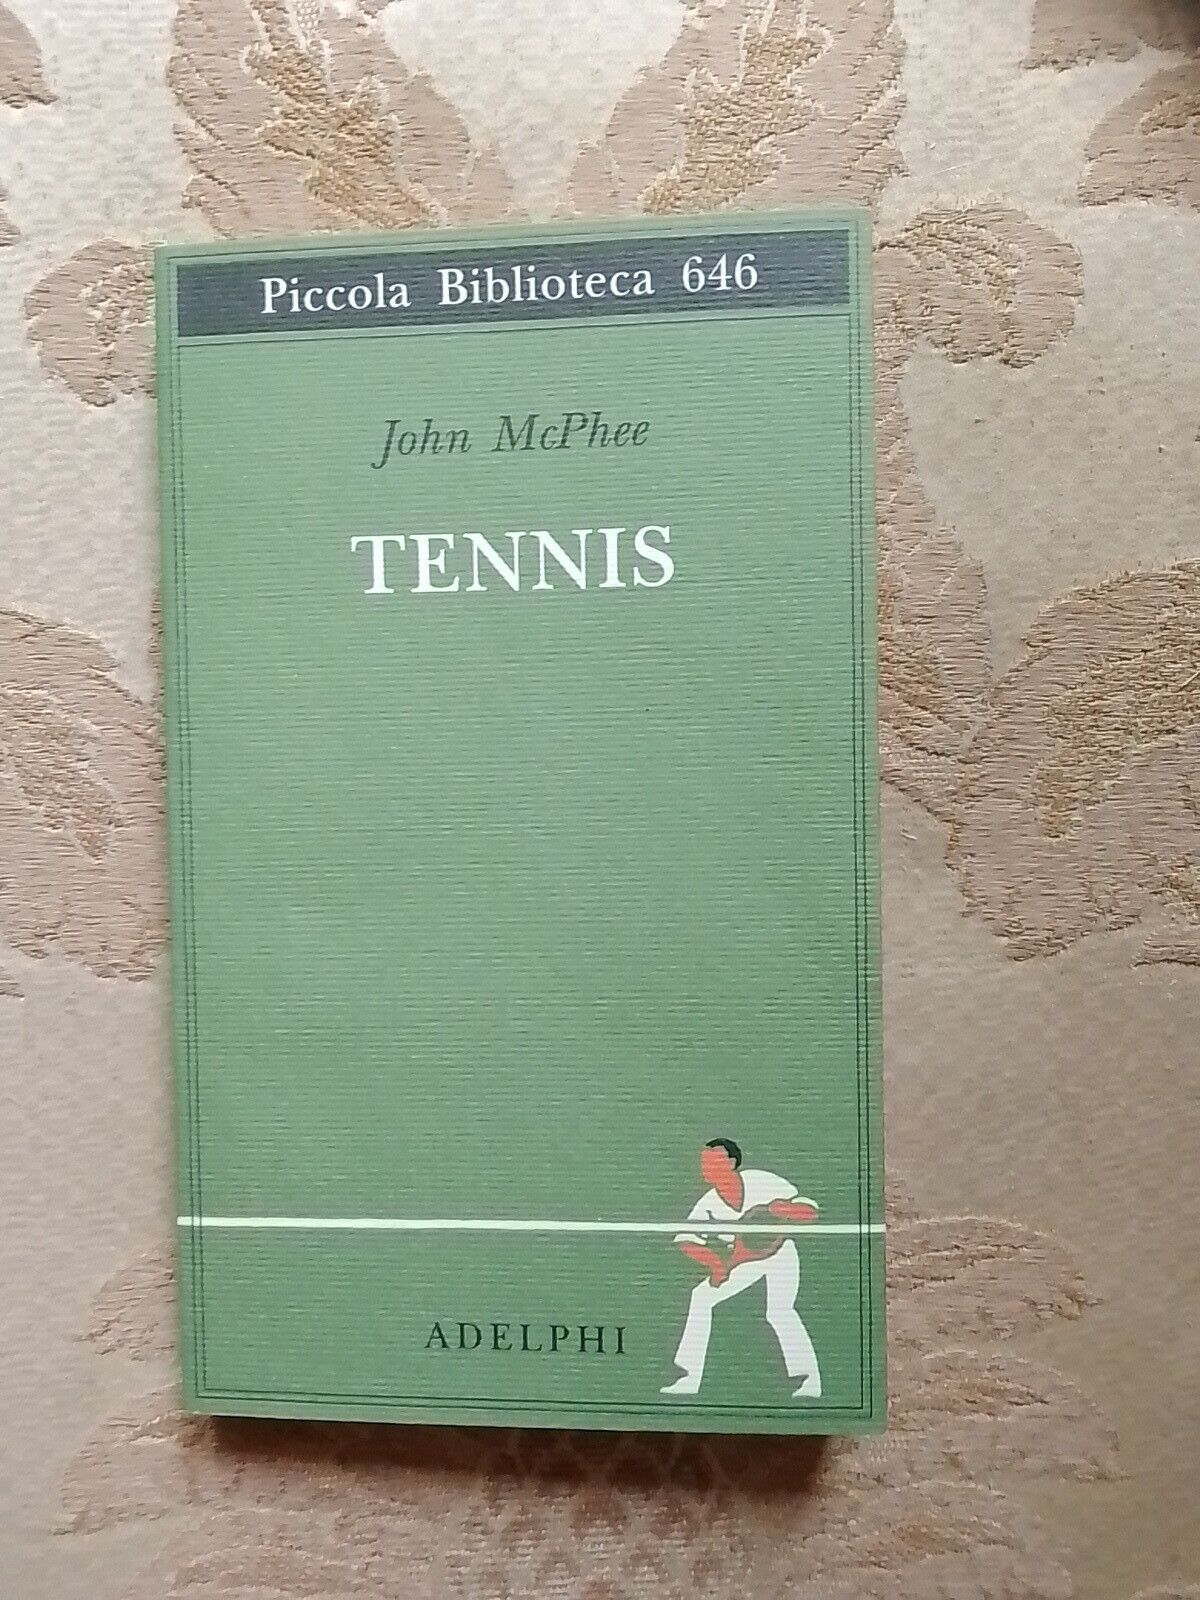 Piccola Biblioteca 646
John McPhee
TENNIS
ADELPHI